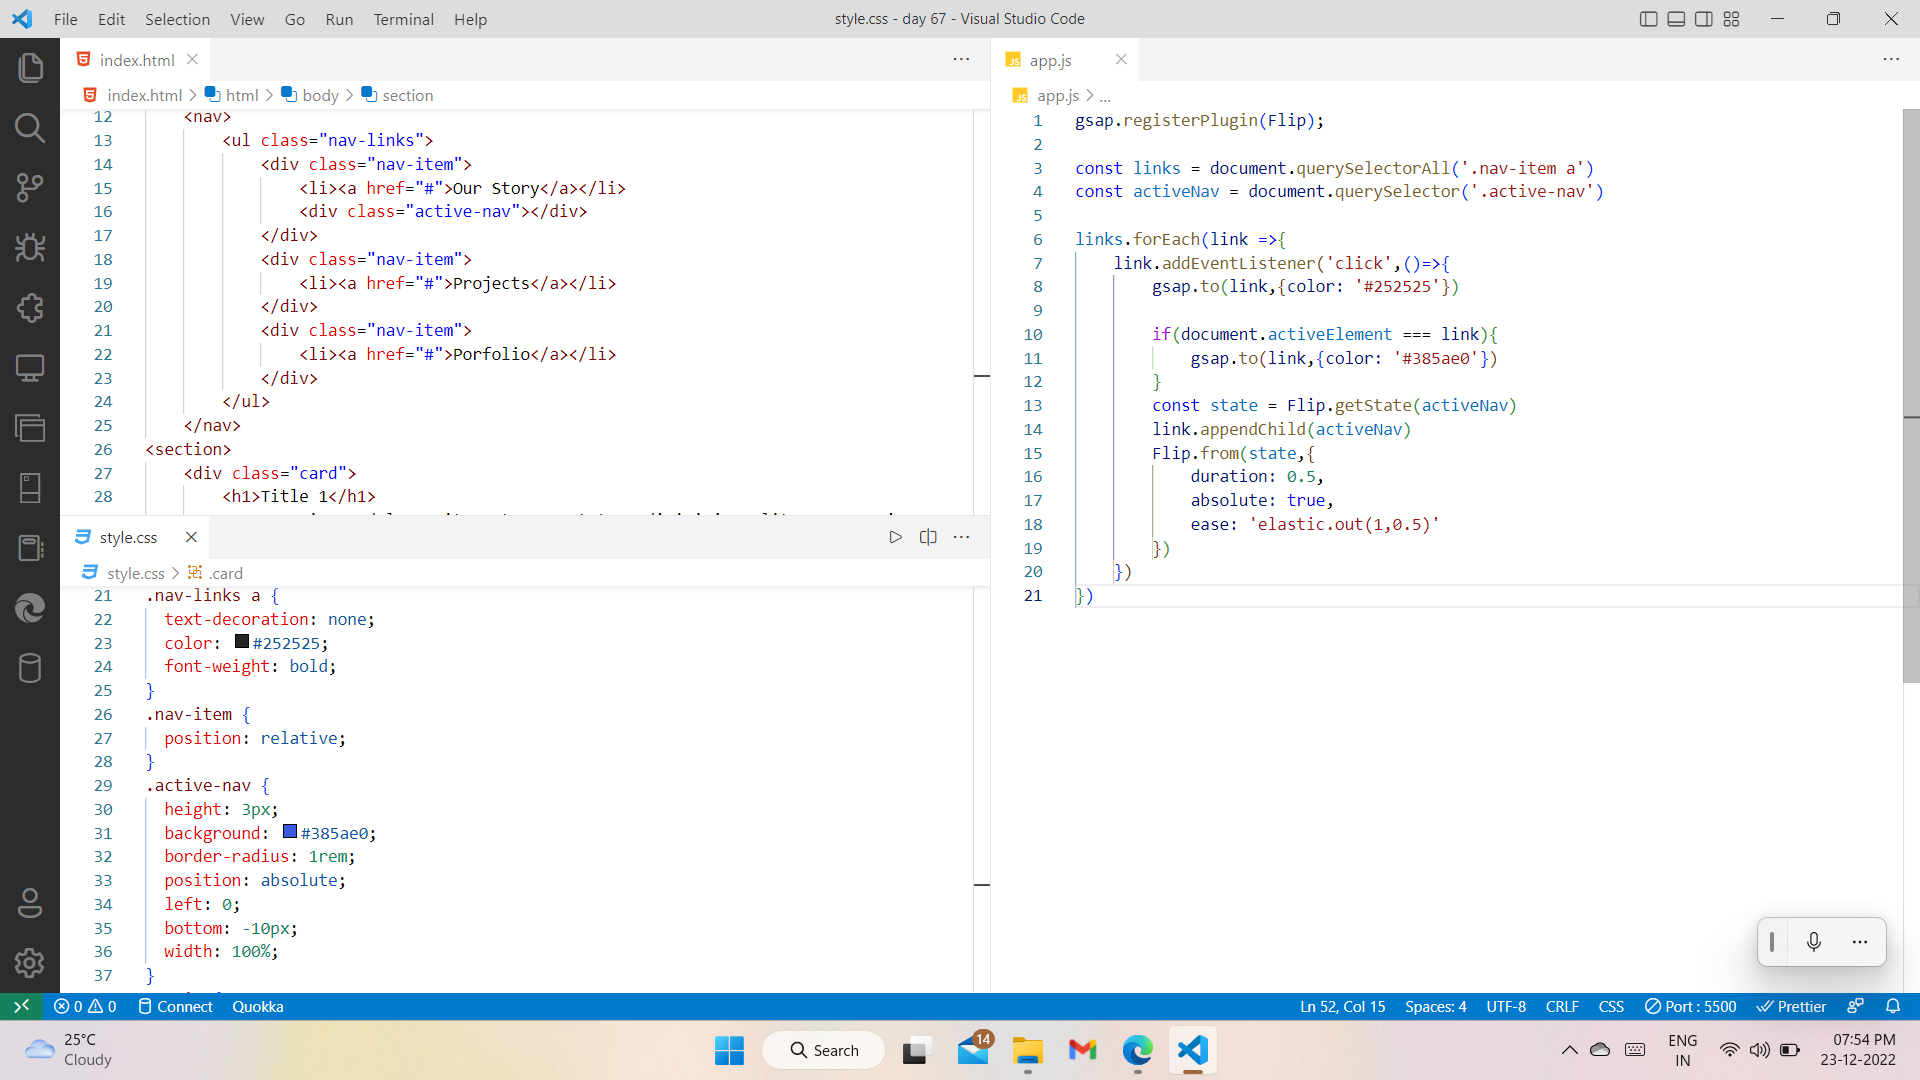 File Edit Selection View Go Run Terminal Help
style.css - day 67 - Visual Studio Code
index.html
index.html > html > body > section
12 <nav>
13 <ul class="nav-links">
14 <div class="nav-item">
15 <li><a href="#">Our Story</a></li>
16 <div class="active-nav"></div>
17 </div>
18 <div class="nav-item">
19 <li><a href="#">Projects</a></li>
20 </div>
21 <div class="nav-item">
22 <li><a href="#">Porfolio</a></li>
23 </div>
24 </ul>
25 </nav>
26 <section>
27 <div class="card">
28 <h1>Title 1</h1>
style.css
style.css > .card
21 .nav-links a {
22 text-decoration: none;
23 color: #252525;
24 font-weight: bold;
25 }
26 .nav-item {
27 position: relative;
28 }
29 .active-nav {
30 height: 3px;
31 background: #385ae0;
32 border-radius: 1rem;
33 position: absolute;
34 left: 0;
35 bottom: -10px;
36 width: 100%;
37 }
JS app.js
JS app.js > ...
1 gsap.registerPlugin(Flip);
2
3 const links = document.querySelectorAll('.nav-item a')
4 const activeNav = document.querySelector('.active-nav')
5
6 links.forEach(link =>{
7 link.addEventListener('click',()=>{
8 gsap.to(link,{color: '#252525'})
9
10 if(document.activeElement === link){
11 gsap.to(link,{color: '#385ae0'})
12 }
13 const state = Flip.getState(activeNav)
14 link.appendChild(activeNav)
15 Flip.from(state,{
16 duration: 0.5,
17 absolute: true,
18 ease: 'elastic.out(1,0.5)'
19 })
20 })
21 })
0 0 Connect Quokka
Ln 52, Col 15 Spaces: 4 UTF-8 CRLF CSS Port : 5500 Prettier
25°C
Cloudy
Search
14
ENG
IN
07:54 PM
23-12-2022